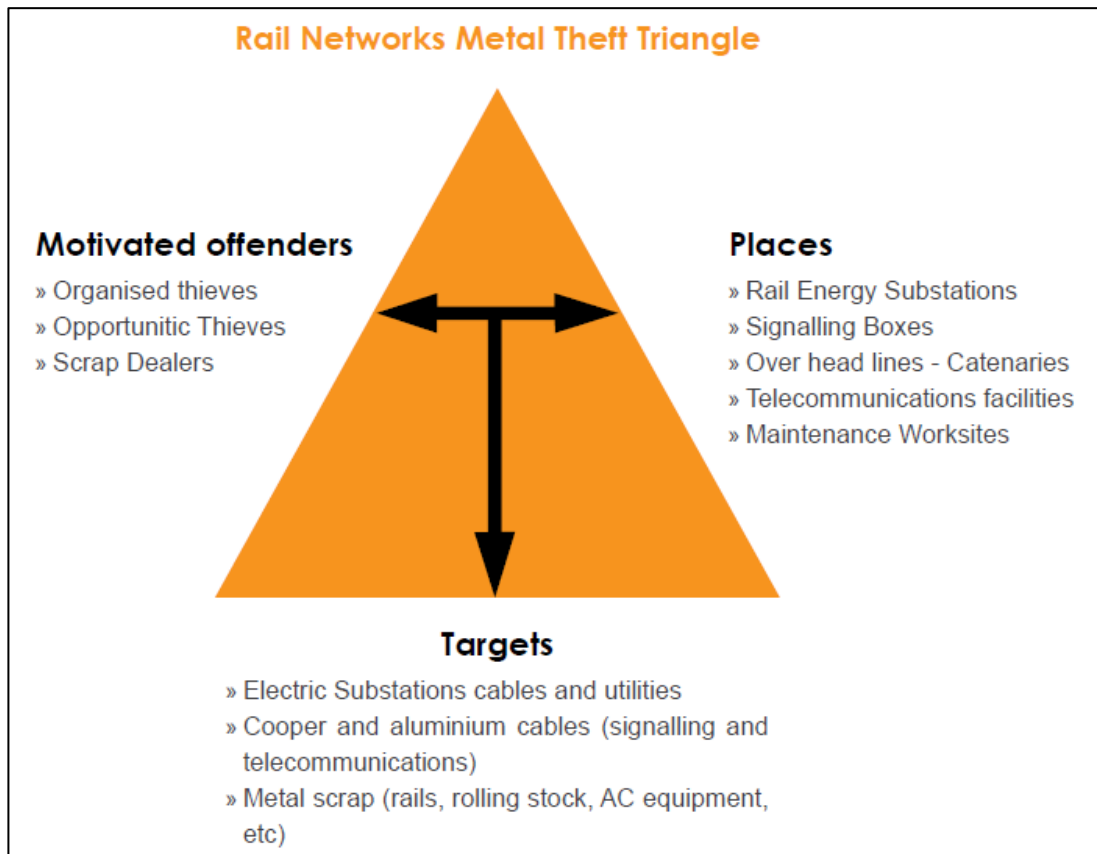 Rail Networks Metal Theft Triangle
Motivated offenders
» Organised thieves
» Opportunitic Thieves
» Scrap Dealers
Places
» Rail Energy Substations
» Signalling Boxes
» Over head lines - Catenaries
» Telecommunications facilities
» Maintenance Worksites
Targets
» Electric Substations cables and utilities
» Cooper and aluminium cables (signalling and
telecommunications)
» Metal scrap (rails, rolling stock, AC equipment,
etc)